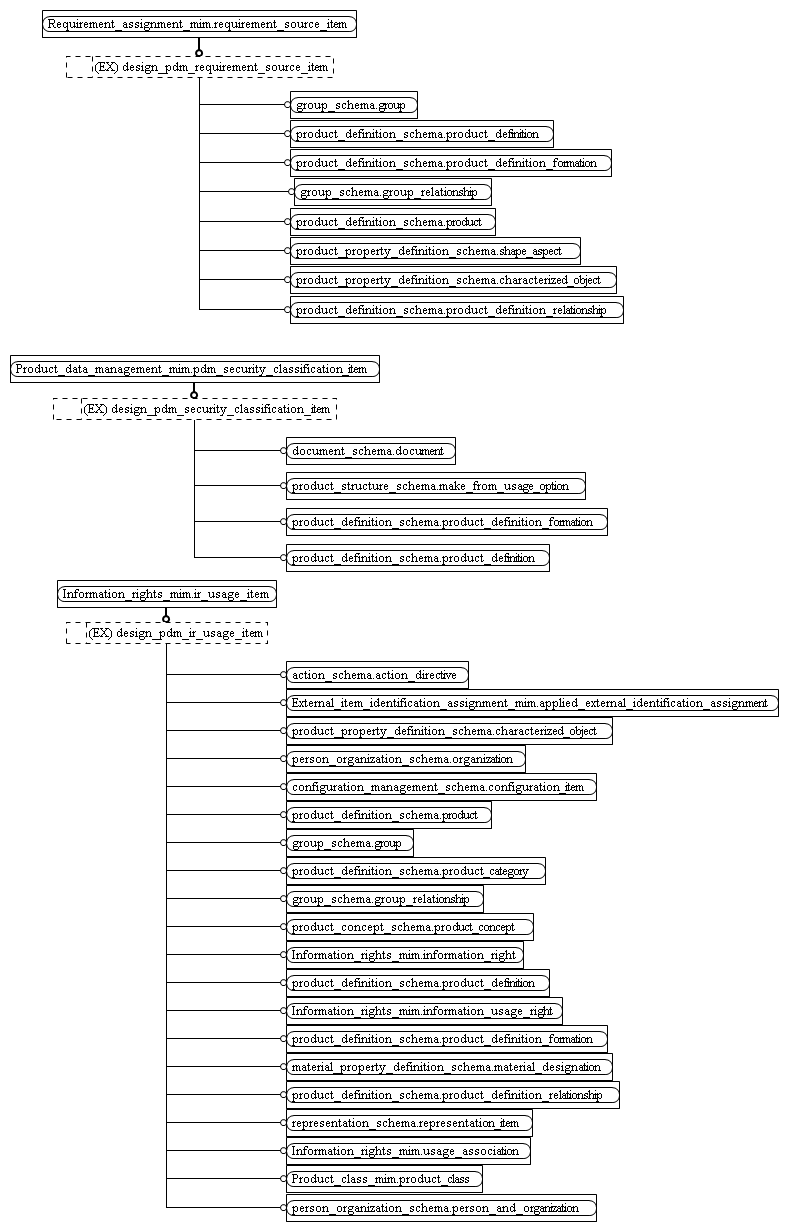 Requirement_assignment_mim.requirement_source_item
(EX) design_pdm_requirement_source_item
group_schema.group
product_definition_schema.product_definition
product_definition_schema.product_definition_formation
group_schema.group_relationship
product_definition_schema.product
product_property_definition_schema.shape_aspect
product_property_definition_schema.characterized_object
product_definition_schema.product_definition_relationship
Product_data_management_mim.pdm_security_classification_item
(EX) design_pdm_security_classification_item
document_schema.document
product_structure_schema.make_from_usage_option
product_definition_schema.product_definition_formation
product_definition_schema.product_definition
Information_rights_mim.ir_usage_item
(EX) design_pdm_ir_usage_item
action_schema.action_directive
External_item_identification_assignment_mim.applied_external_identification_assignment
product_property_definition_schema.characterized_object
person_organization_schema.organization
configuration_management_schema.configuration_item
product_definition_schema.product
group_schema.group
product_definition_schema.product_category
group_schema.group_relationship
product_concept_schema.product_concept
Information_rights_mim.information_right
product_definition_schema.product_definition
Information_rights_mim.information_usage_right
product_definition_schema.product_definition_formation
material_property_definition_schema.material_designation
product_definition_schema.product_definition_relationship
representation_schema.representation_item
Information_rights_mim.usage_association
Product_class_mim.product_class
person_organization_schema.person_and_organization